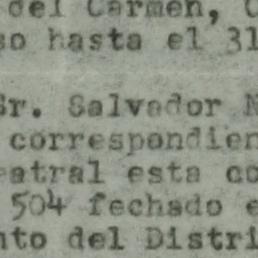 del Carmen, C
so hasta el 31
Sr. Salvador N
correspondien
eatral esta co
504 fechado e
nto del Distri